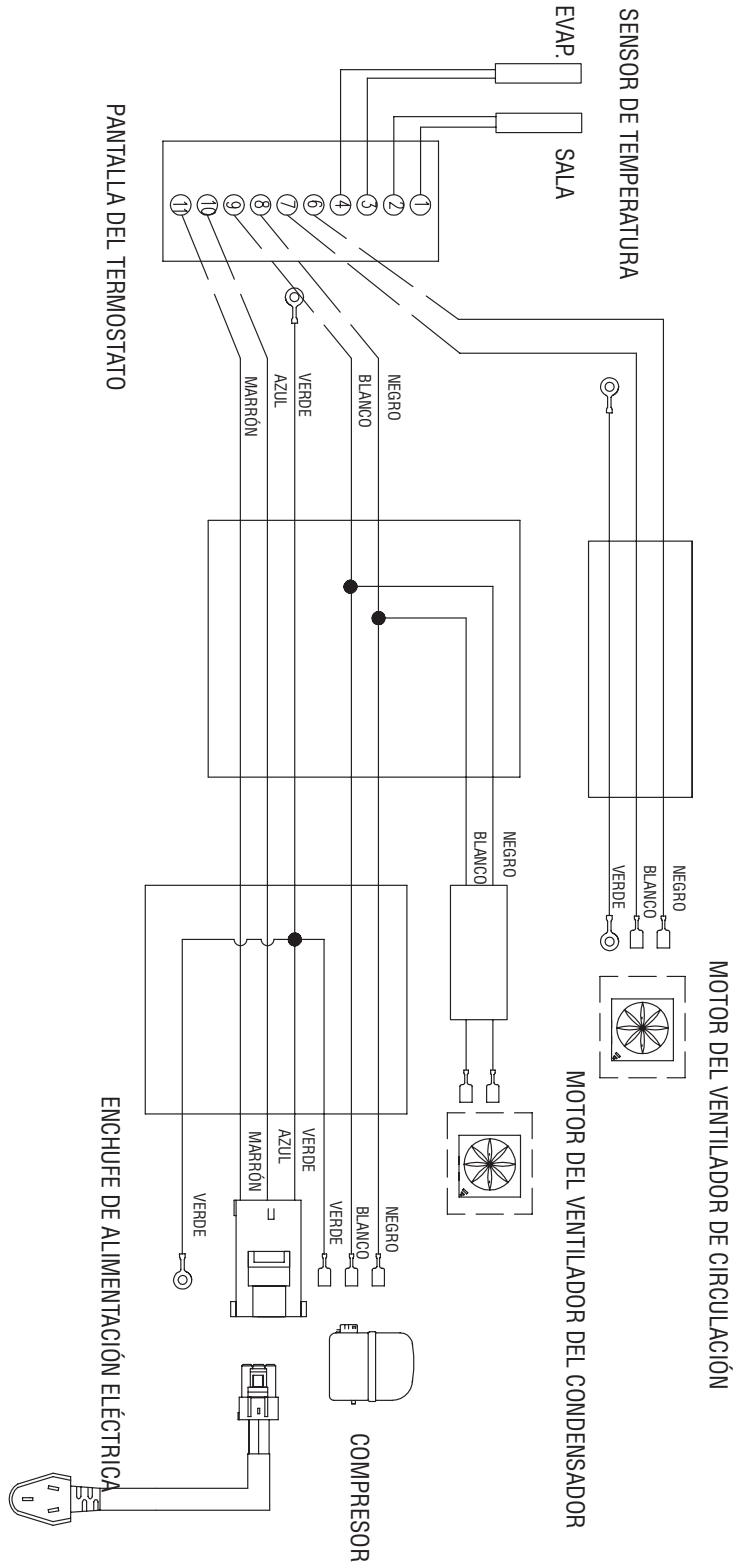 SENSOR DE TEMPERATURA
EVAP.
SALA
PANTALLA DEL TERMOSTATO
1
2
3
4
6
7
8
9
10
11
NEGRO
BLANCO
VERDE
AZUL
MARRÓN
NEGRO
BLANCO
VERDE
MOTOR DEL VENTILADOR DE CIRCULACIÓN
NEGRO
BLANCO
MOTOR DEL VENTILADOR DEL CONDENSADOR
NEGRO
BLANCO
VERDE
VERDE
AZUL
MARRÓN
VERDE
COMPRESOR
ENCHUFE DE ALIMENTACIÓN ELÉCTRICA